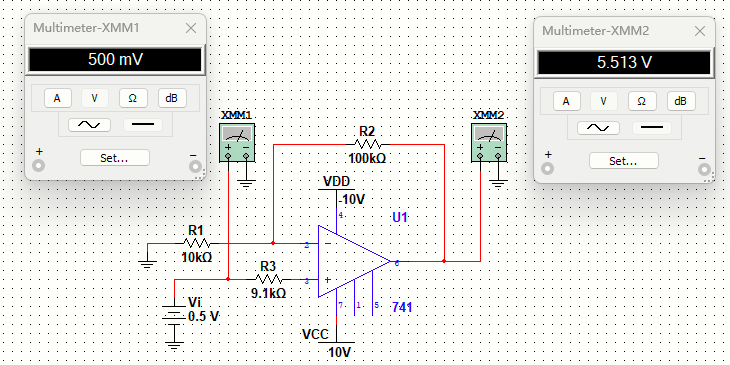 Multimeter-XMM1
500 mV
A V Ω dB
+ Set... −
Multimeter-XMM2
5.513 V
A V Ω dB
+ Set... −
XMM1
+ −
XMM2
+ −
R2
100kΩ
VDD
-10V
4
U1
R1
10kΩ
2
−
6
R3
9.1kΩ
3
+
Vi
0.5 V
7
1
5
741
VCC
10V